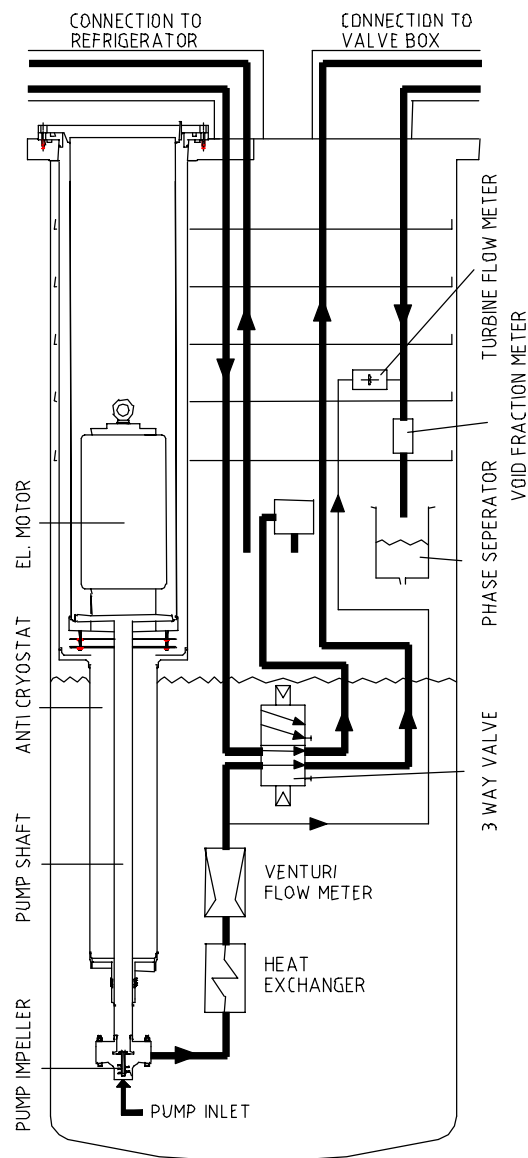 CONNECTION TO
REFRIGERATOR
CONNECTION TO
VALVE BOX
TURBINE FLOW METER
VOID FRACTION METER
EL. MOTOR
PHASE SEPERATOR
ANTI CRYOSTAT
3 WAY VALVE
PUMP SHAFT
VENTURI
FLOW METER
HEAT
EXCHANGER
PUMP IMPELLER
PUMP INLET